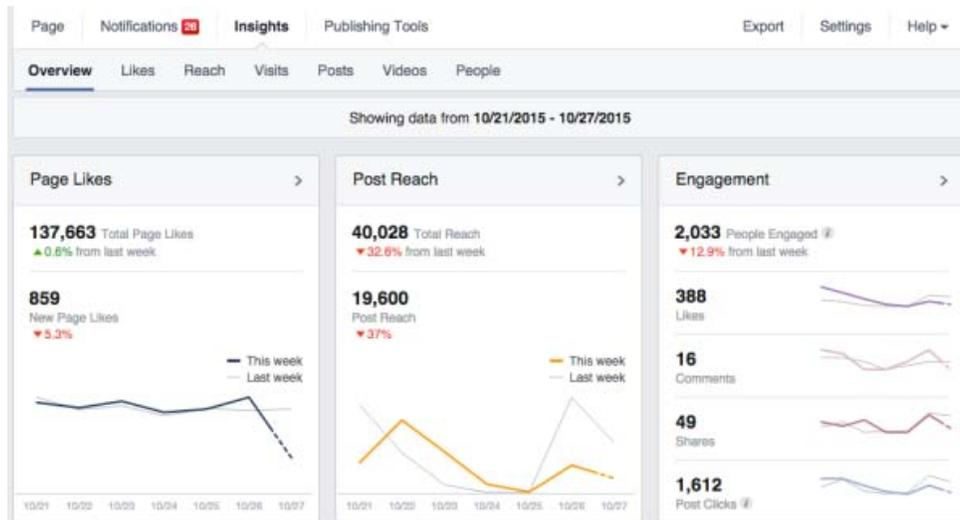 Page Notifications 26 Insights Publishing Tools Export Settings Help
Overview Likes Reach Visits Posts Videos People
Showing data from 10/21/2015 - 10/27/2015
Page Likes
137,663 Total Page Likes
0.6% from last week
859
New Page Likes
5.3%
This week
Last week
10/21 10/22 10/23 10/24 10/25 10/26 10/27
Post Reach
40,028 Total Reach
32.6% from last week
19,600
Post Reach
37%
This week
Last week
10/21 10/22 10/23 10/24 10/25 10/26 10/27
Engagement
2,033 People Engaged i
12.9% from last week
388
Likes
16
Comments
49
Shares
1,612
Post Clicks i